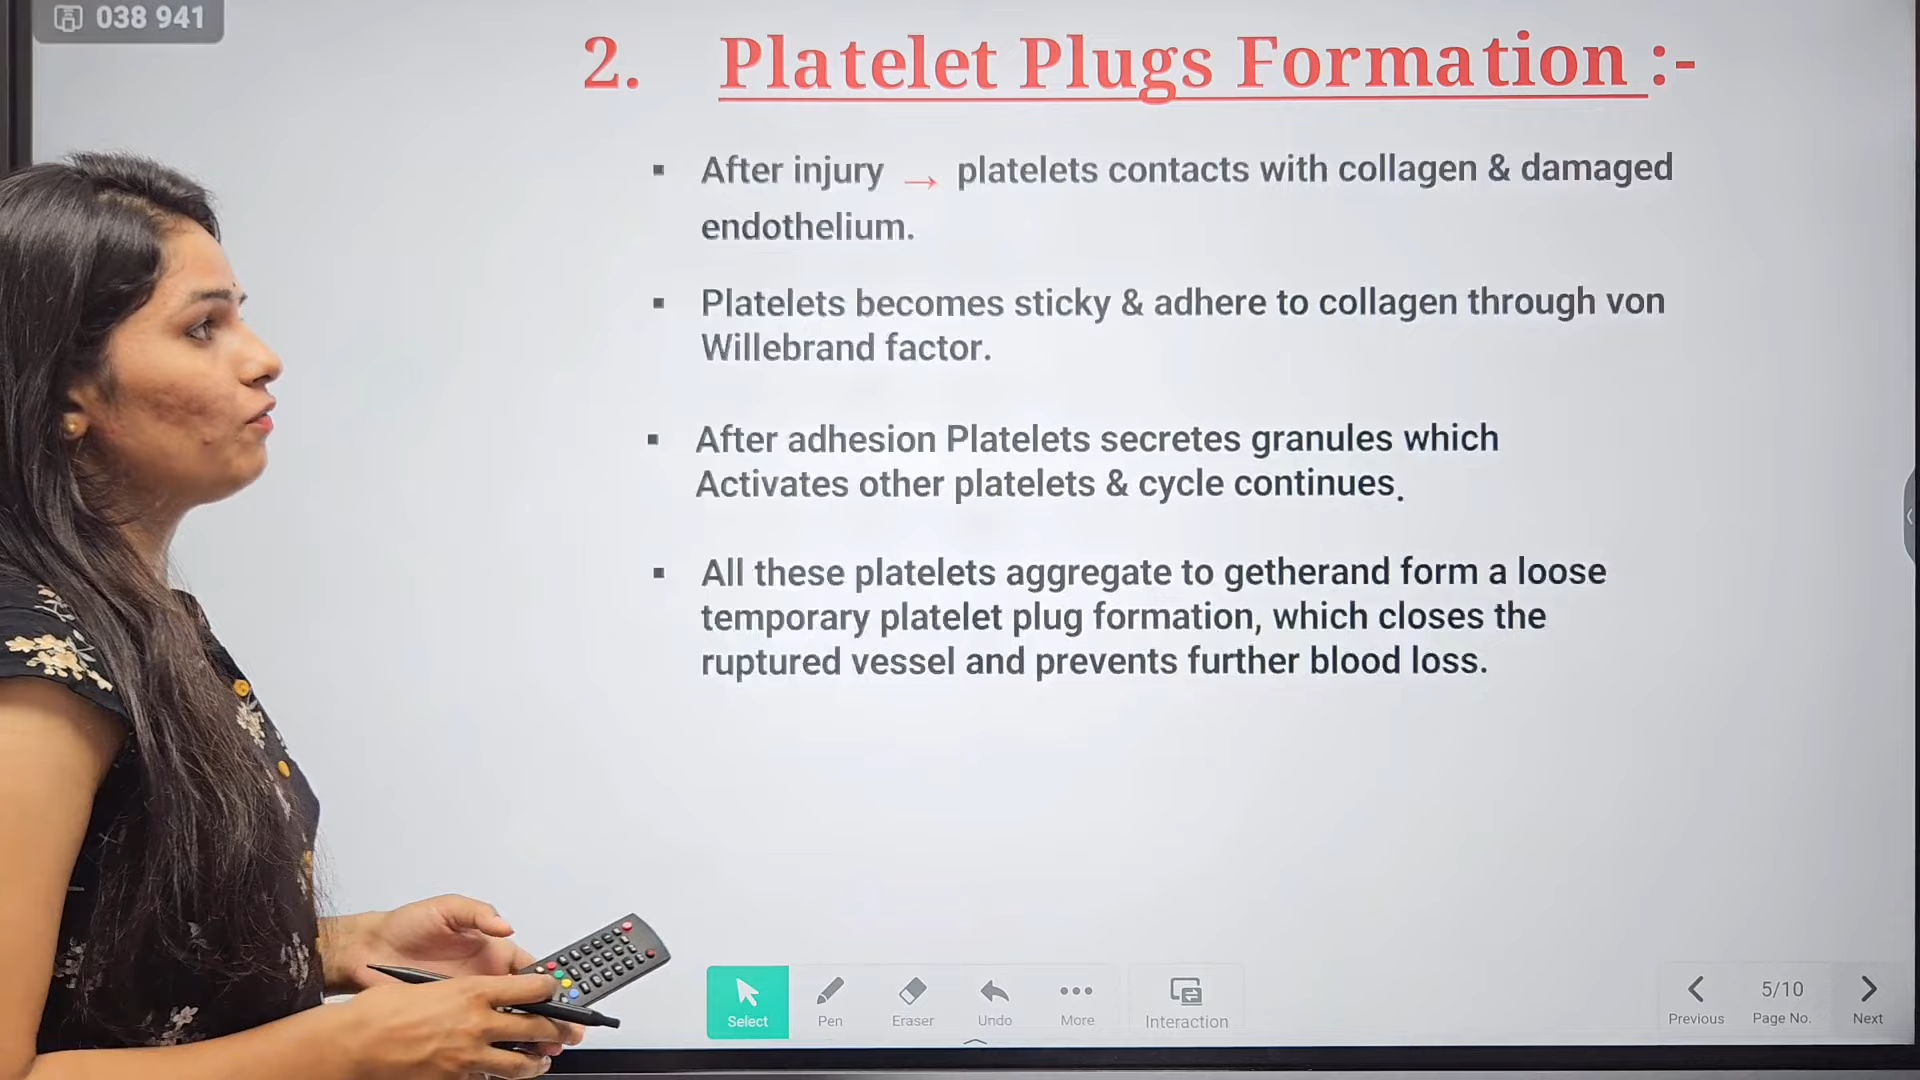 038 941
2. Platelet Plugs Formation :-
▪ After injury → platelets contacts with collagen & damaged
endothelium.
▪ Platelets becomes sticky & adhere to collagen through von
Willebrand factor.
▪ After adhesion Platelets secretes granules which
Activates other platelets & cycle continues.
▪ All these platelets aggregate to getherand form a loose
temporary platelet plug formation, which closes the
ruptured vessel and prevents further blood loss.
Select Pen Eraser Undo More Interaction
5/10
Previous Page No. Next